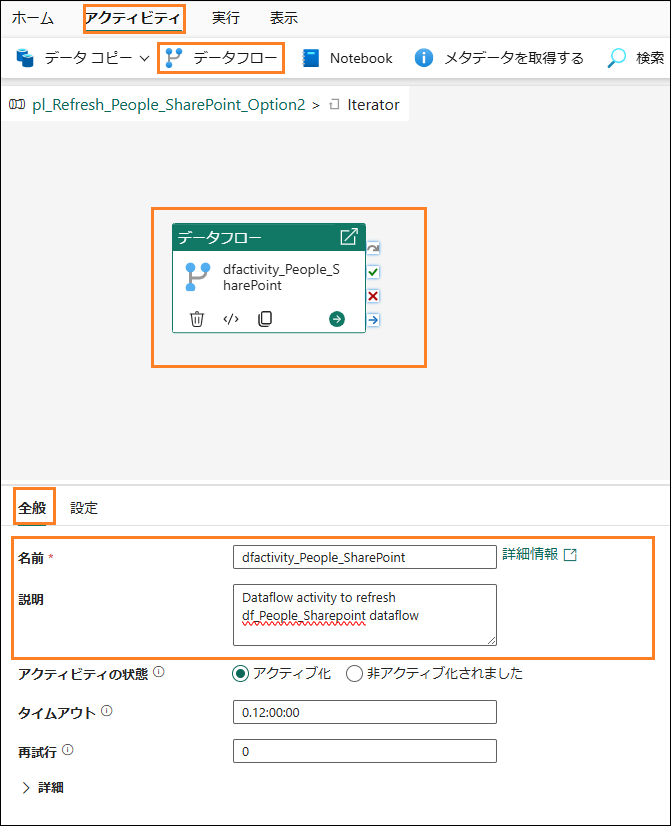 ホーム アクティビティ 実行 表示
データ コピー データフロー Notebook メタデータを取得する 検索
pl_Refresh_People_SharePoint_Option2 > Iterator
データフロー
dfactivity_People_S
harePoint
全般 設定
名前 * dfactivity_People_SharePoint 詳細情報
説明 Dataflow activity to refresh
df_People_Sharepoint dataflow
アクティビティの状態 アクティブ化 非アクティブ化されました
タイムアウト 0.12:00:00
再試行 0
詳細